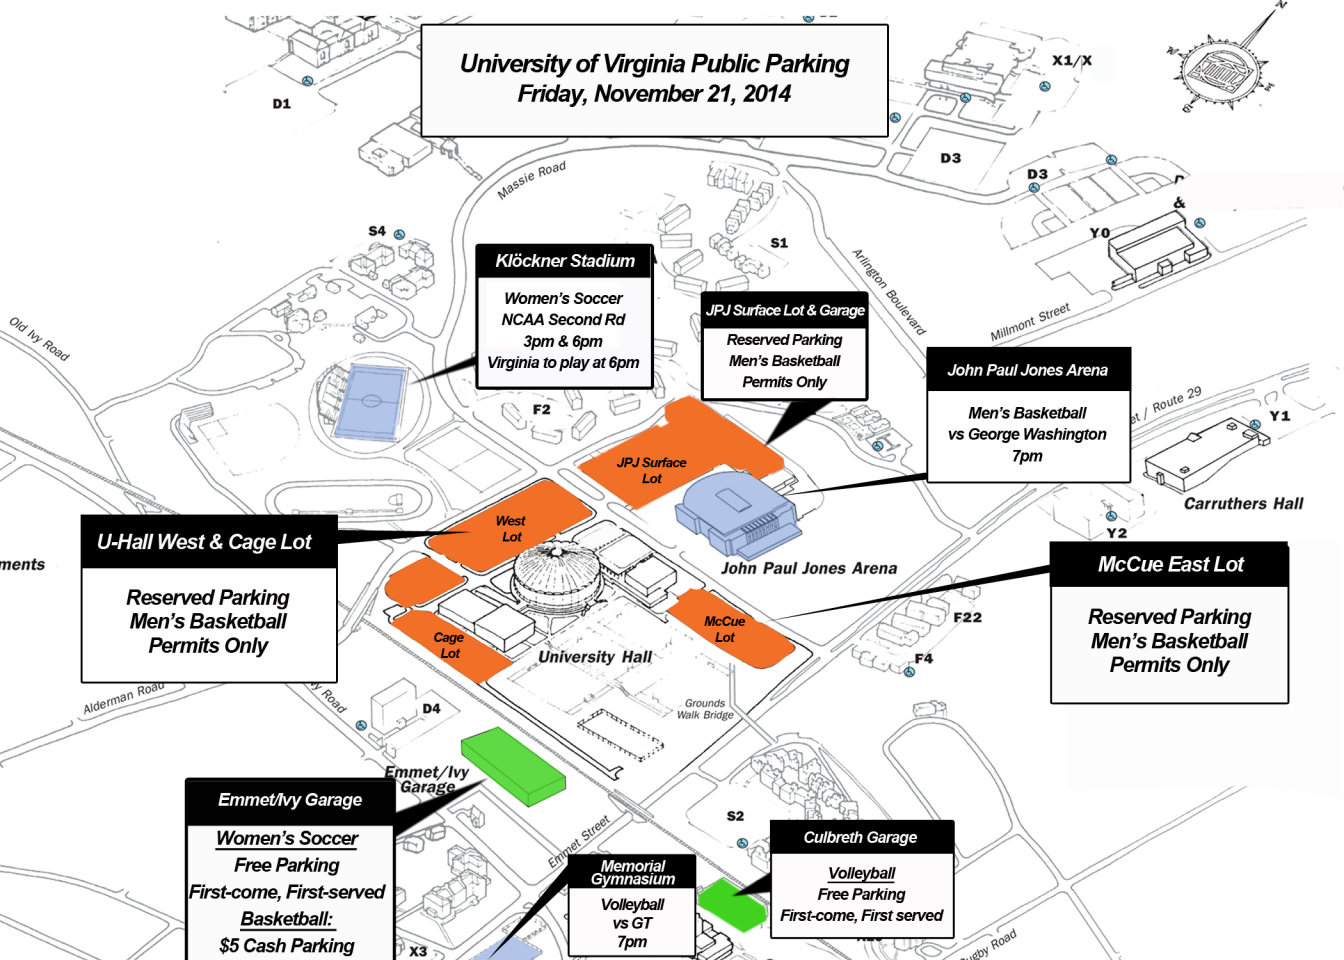 University of Virginia Public Parking
Friday, November 21, 2014
N
W
E
S
D1
X1/X
D3
D3
&
Y0
Massie Road
S4
S1
Arlington Boulevard
Millmont Street
Old Ivy Road
Klöckner Stadium
Women's Soccer
NCAA Second Rd
3pm & 6pm
Virginia to play at 6pm
JPJ Surface Lot & Garage
Reserved Parking
Men's Basketball
Permits Only
John Paul Jones Arena
Men's Basketball
vs George Washington
7pm
et / Route 29
Y1
F2
JPJ Surface
Lot
Carruthers Hall
Y2
West
Lot
U-Hall West & Cage Lot
Reserved Parking
Men's Basketball
Permits Only
ments
John Paul Jones Arena
McCue East Lot
Reserved Parking
Men's Basketball
Permits Only
F22
F4
McCue
Lot
Cage
Lot
University Hall
Alderman Road
vy Road
D4
Grounds
Walk Bridge
Emmet/Ivy
Garage
Emmet/Ivy Garage
Women's Soccer
Free Parking
First-come, First-served
Basketball:
$5 Cash Parking
Emmet Street
S2
Culbreth Garage
Volleyball
Free Parking
First-come, First served
Memorial
Gymnasium
Volleyball
vs GT
7pm
X3
Rugby Road